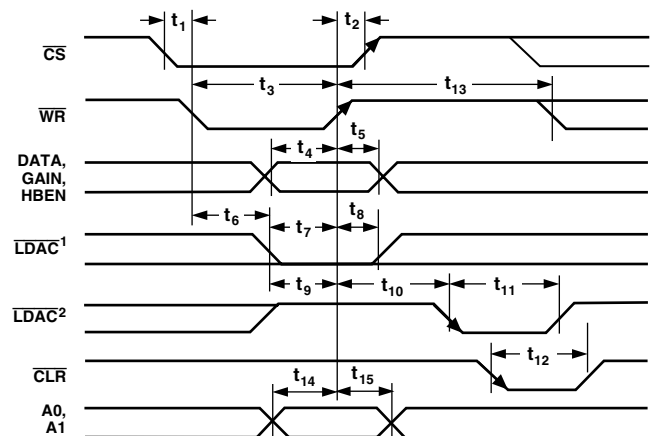 t1
t2
CS
t3
t13
WR
t4
t5
DATA,
GAIN,
HBEN
t6
t7
t8
LDAC1
t9
t10
t11
LDAC2
t12
CLR
t14
t15
A0,
A1